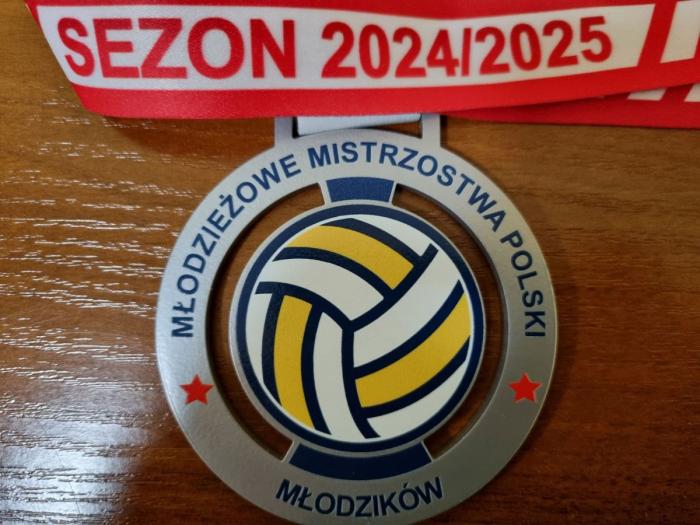 SEZON 2024/2025
MŁODZIEŻOWE MISTRZOSTWA POLSKI
MŁODZIKÓW